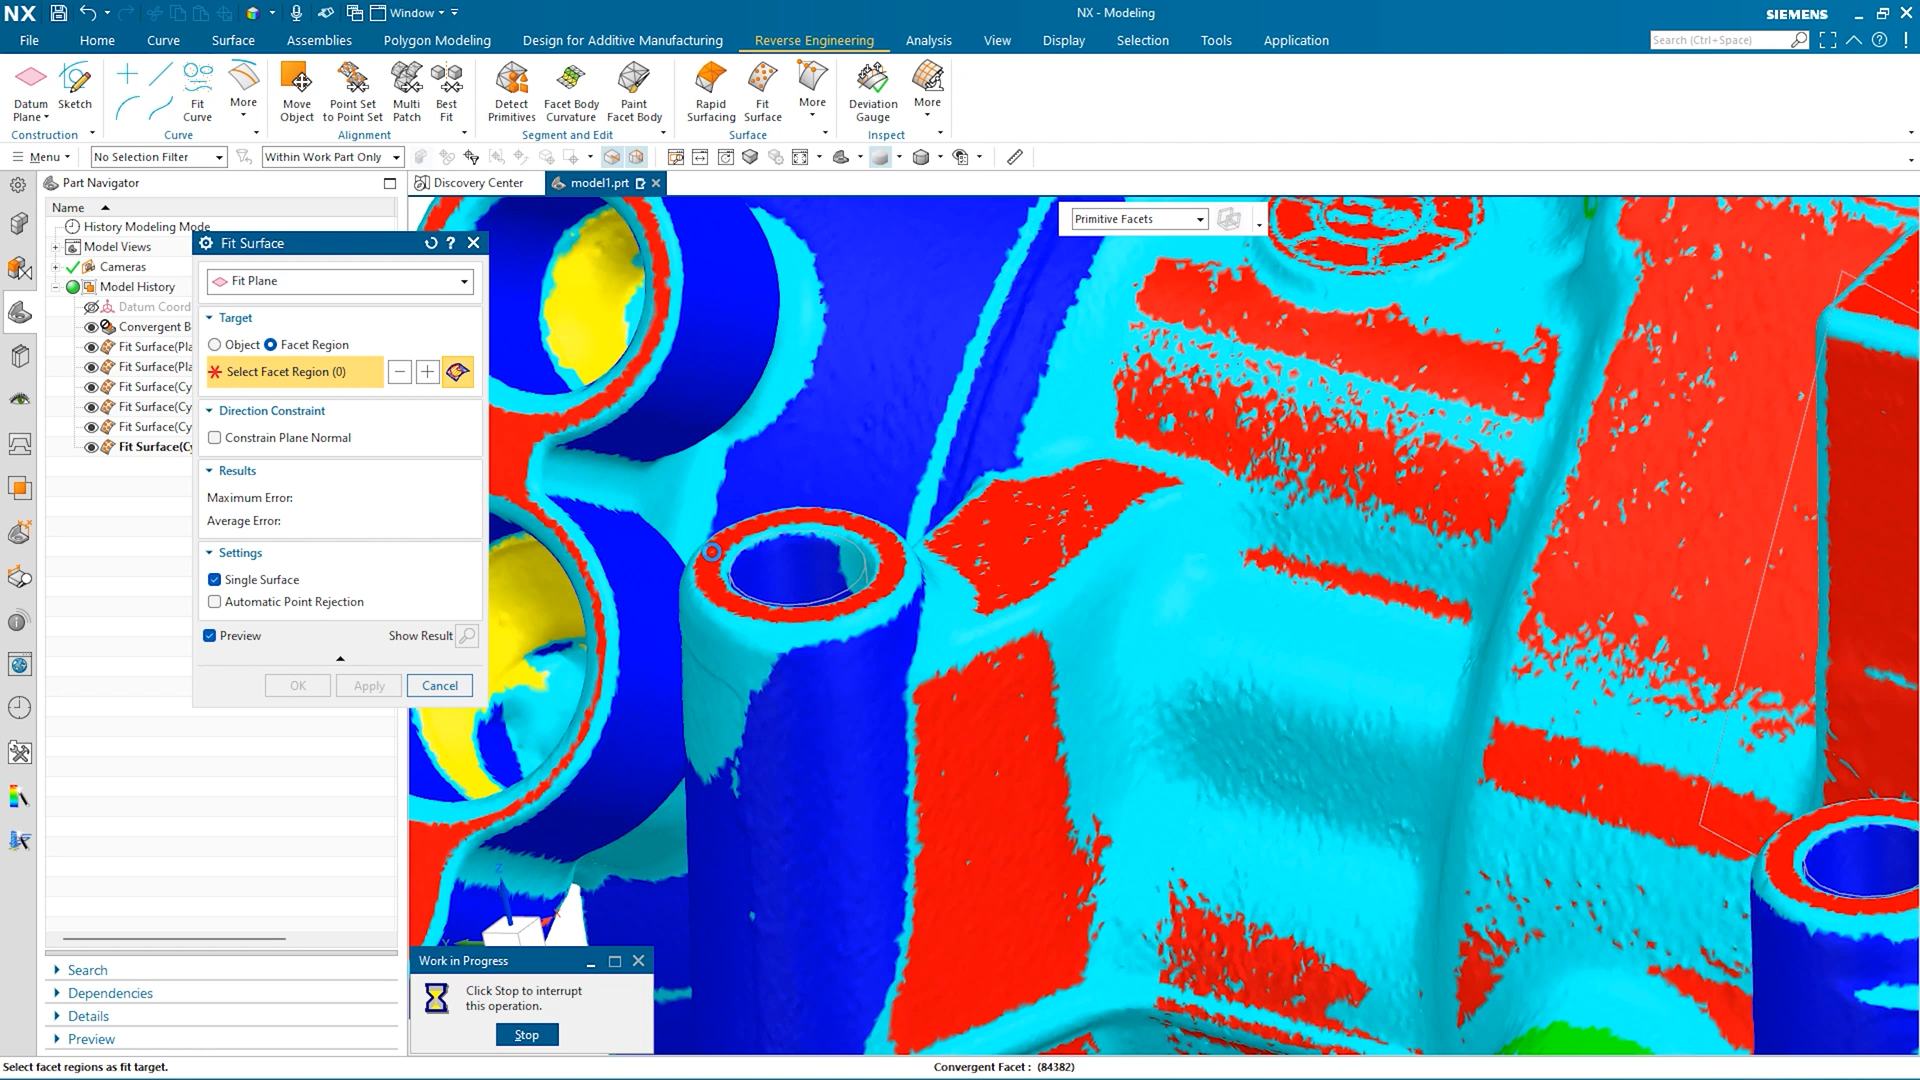 NX
Window
NX - Modeling
SIEMENS
File
Home
Curve
Surface
Assemblies
Polygon Modeling
Design for Additive Manufacturing
Reverse Engineering
Analysis
View
Display
Selection
Tools
Application
Search (Ctrl+Space)
Datum Plane
Sketch
Fit Curve
More
Move Object
Point Set to Point Set
Multi Patch
Best Fit
Detect Primitives
Facet Body Curvature
Paint Facet Body
Rapid Surfacing
Fit Surface
More
Deviation Gauge
More
Construction
Curve
Alignment
Segment and Edit
Surface
Inspect
Menu
No Selection Filter
Within Work Part Only
Part Navigator
Discovery Center
model1.prt
Name
History Modeling Mode
Model Views
Cameras
Model History
Datum Coord
Convergent B
Fit Surface(Pla
Fit Surface(Pla
Fit Surface(Cy
Fit Surface(Cy
Fit Surface(Cy
Fit Surface(Cy
Fit Surface
Fit Plane
Target
Object
Facet Region
Select Facet Region (0)
Direction Constraint
Constrain Plane Normal
Results
Maximum Error:
Average Error:
Settings
Single Surface
Automatic Point Rejection
Preview
Show Result
OK
Apply
Cancel
Primitive Facets
Z
Y
Work in Progress
Click Stop to interrupt
this operation.
Stop
Search
Dependencies
Details
Preview
Select facet regions as fit target.
Convergent Facet : (84382)